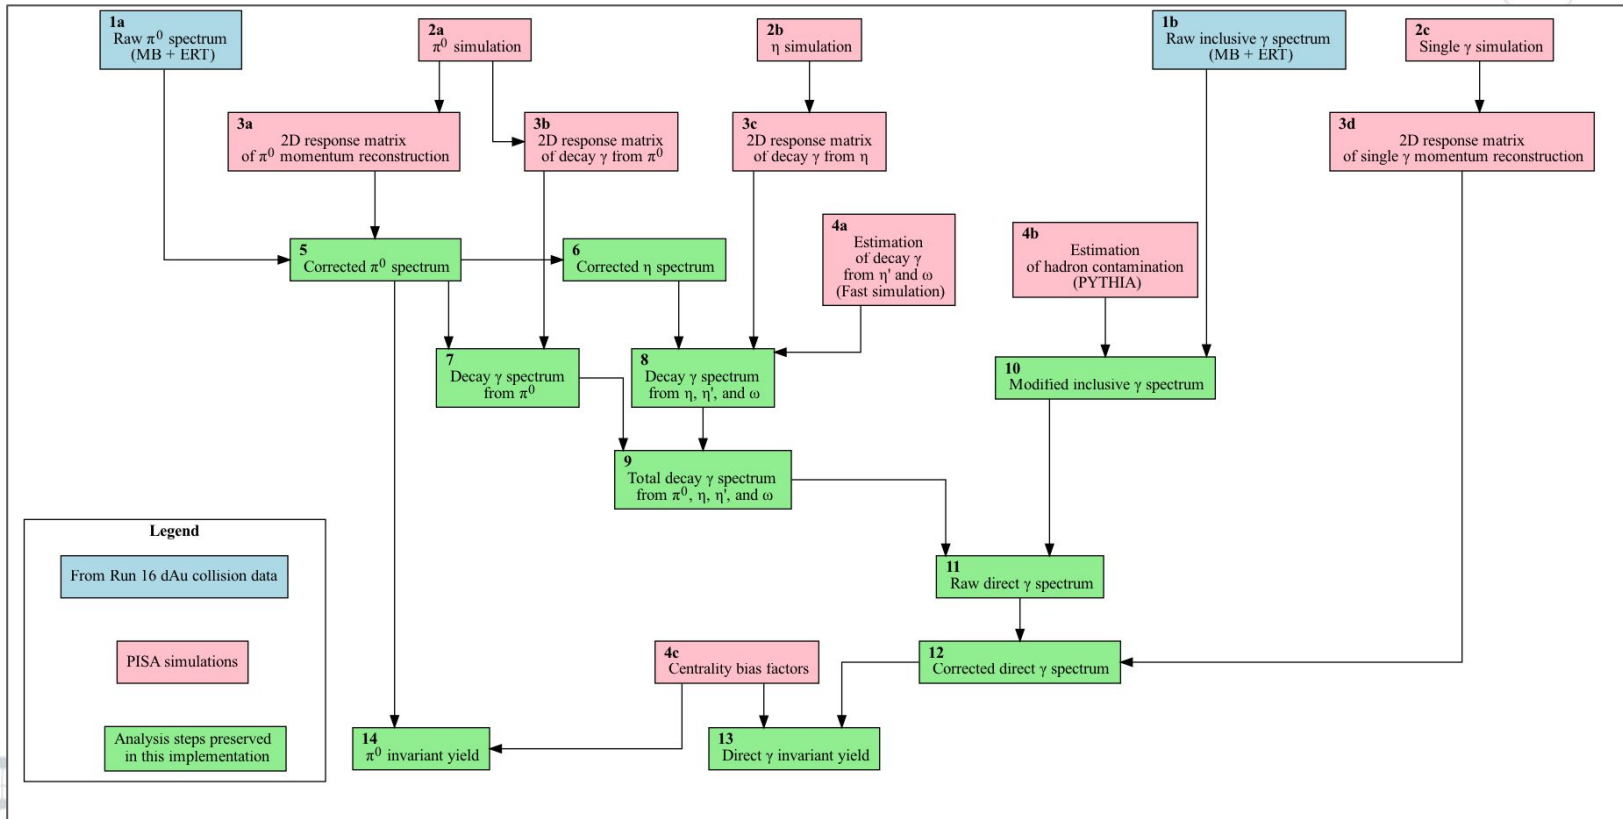 1a
Raw π⁰ spectrum
(MB + ERT)
2a
π⁰ simulation
2b
η simulation
1b
Raw inclusive γ spectrum
(MB + ERT)
2c
Single γ simulation
3a
2D response matrix
of π⁰ momentum reconstruction
3b
2D response matrix
of decay γ from π⁰
3c
2D response matrix
of decay γ from η
3d
2D response matrix
of single γ momentum reconstruction
4a
Estimation
of decay γ
from η' and ω
(Fast simulation)
4b
Estimation
of hadron contamination
(PYTHIA)
5
Corrected π⁰ spectrum
6
Corrected η spectrum
7
Decay γ spectrum
from π⁰
8
Decay γ spectrum
from η, η', and ω
10
Modified inclusive γ spectrum
9
Total decay γ spectrum
from π⁰, η, η', and ω
11
Raw direct γ spectrum
4c
Centrality bias factors
12
Corrected direct γ spectrum
14
π⁰ invariant yield
13
Direct γ invariant yield
Legend
From Run 16 dAu collision data
PISA simulations
Analysis steps preserved
in this implementation